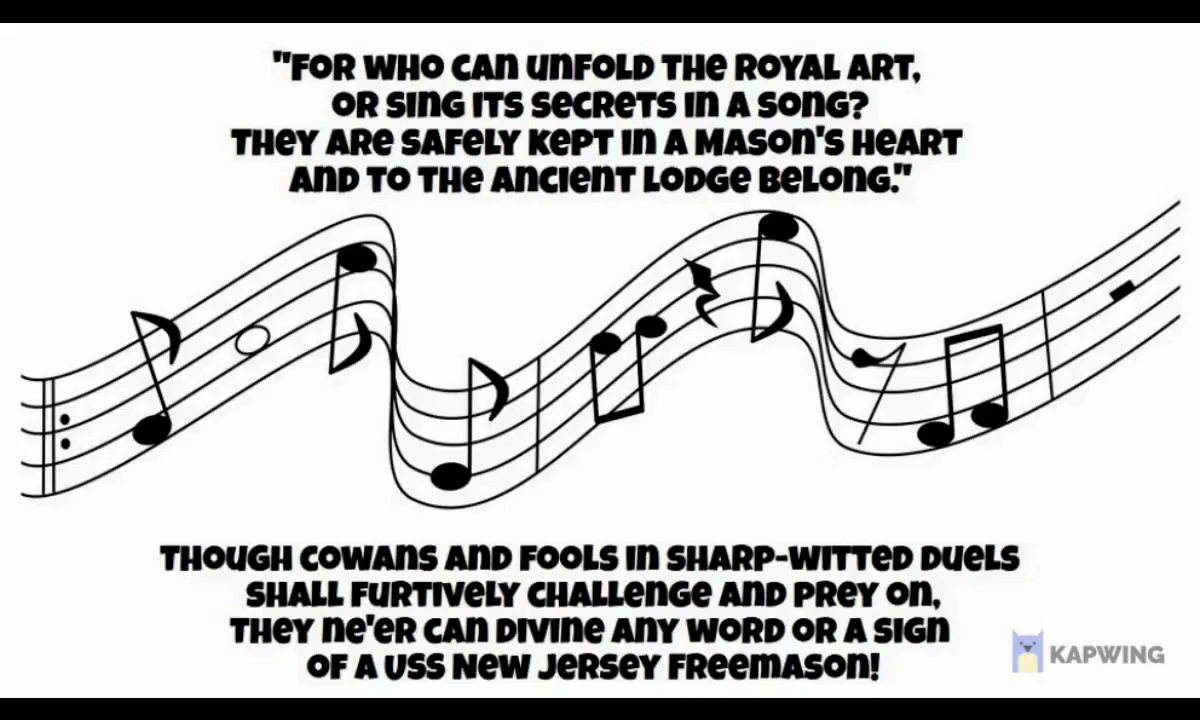 "FOR WHO CAN UNFOLD THE ROYAL ART,
OR SING ITS SECRETS IN A SONG?
THEY ARE SAFELY KEPT IN A MASON'S HEART
AND TO THE ANCIENT LODGE BELONG."
THOUGH COWANS AND FOOLS IN SHARP-WITTED DUELS
SHALL FURTIVELY CHALLENGE AND PREY ON,
THEY NE'ER CAN DIVINE ANY WORD OR A SIGN
OF A USS NEW JERSEY FREEMASON!
KAPWING